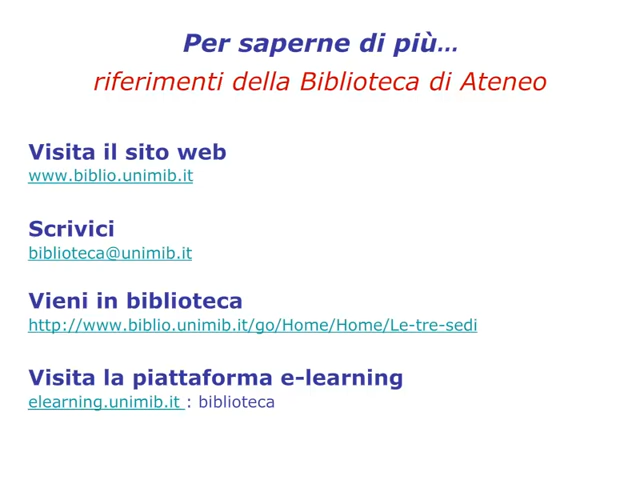 Per saperne di più...
riferimenti della Biblioteca di Ateneo
Visita il sito web
www.biblio.unimib.it
Scrivici
biblioteca@unimib.it
Vieni in biblioteca
http://www.biblio.unimib.it/go/Home/Home/Le-tre-sedi
Visita la piattaforma e-learning
elearning.unimib.it : biblioteca